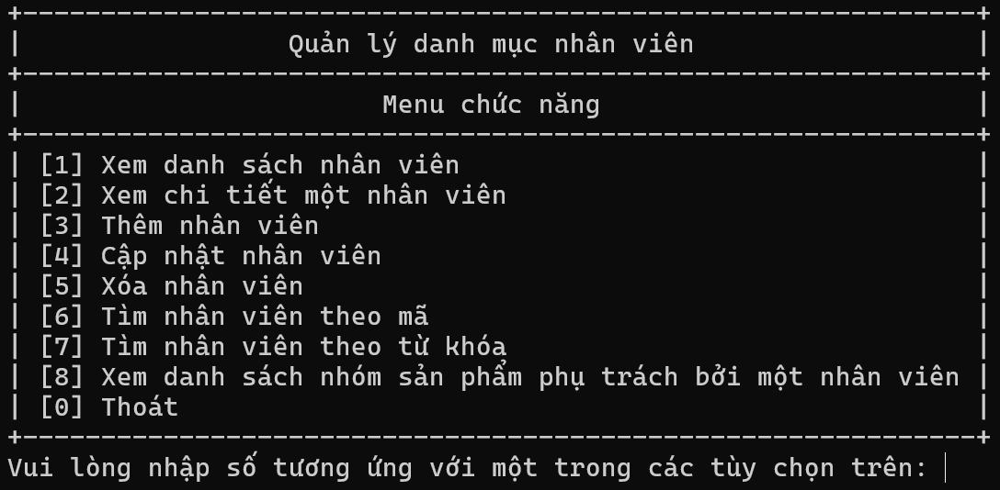 Quản lý danh mục nhân viên
Menu chức năng
[1] Xem danh sách nhân viên
[2] Xem chi tiết một nhân viên
[3] Thêm nhân viên
[4] Cập nhật nhân viên
[5] Xóa nhân viên
[6] Tìm nhân viên theo mã
[7] Tìm nhân viên theo từ khóa
[8] Xem danh sách nhóm sản phẩm phụ trách bởi một nhân viên
[0] Thoát
Vui lòng nhập số tương ứng với một trong các tùy chọn trên: